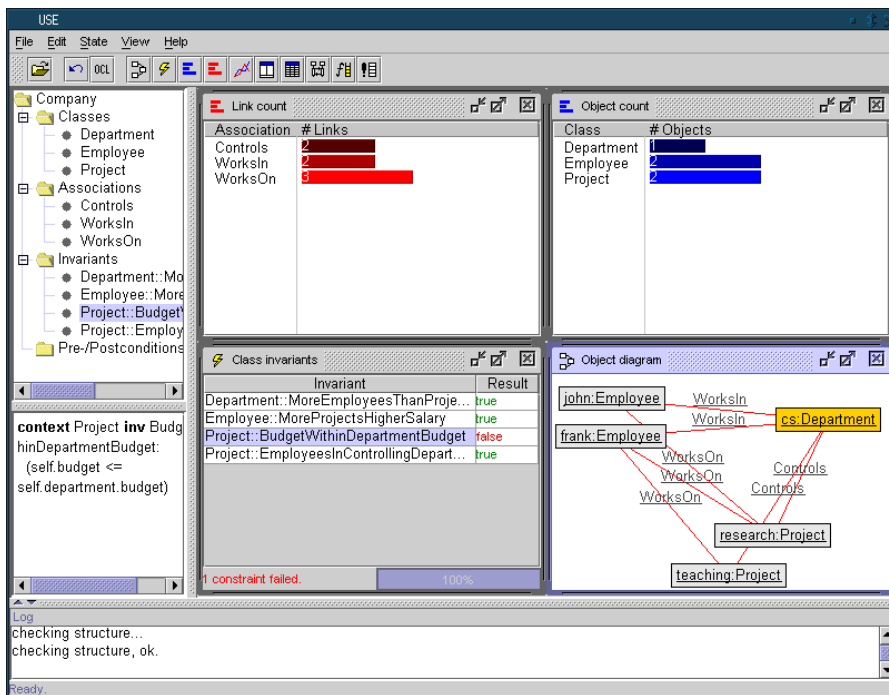 USE
File Edit State View Help
OCL
Company
Classes
Department
Employee
Project
Associations
Controls
WorksIn
WorksOn
Invariants
Department::Mo
Employee::More
Project::Budget
Project::Employ
Pre-/Postconditions
context Project inv Budg
hinDepartmentBudget:
(self.budget <=
self.department.budget)
Link count
Association # Links
Controls 2
WorksIn 2
WorksOn 3
Object count
Class # Objects
Department 1
Employee 2
Project 2
Class invariants
Invariant Result
Department::MoreEmployeesThanProje... true
Employee::MoreProjectsHigherSalary true
Project::BudgetWithinDepartmentBudget false
Project::EmployeesInControllingDepart... true
1 constraint failed. 100%
Object diagram
john:Employee WorksIn
WorksIn cs:Department
frank:Employee
WorksOn
WorksOn Controls
WorksOn Controls
research:Project
teaching:Project
Log
checking structure...
checking structure, ok.
Ready.